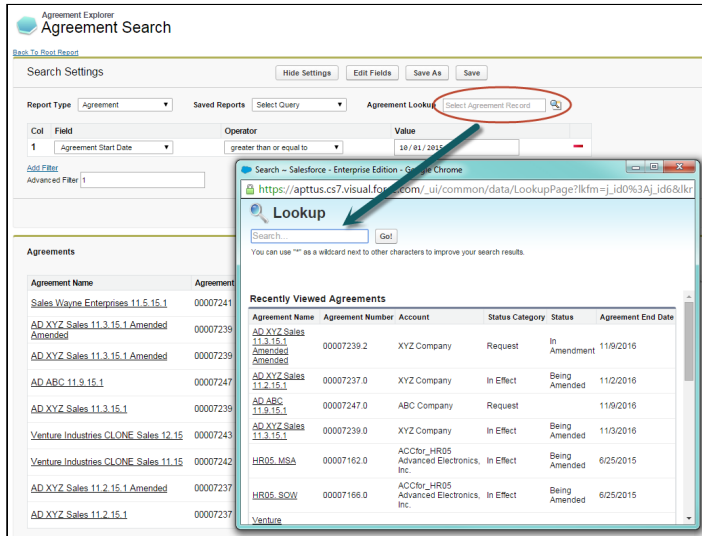 Agreement Explorer
Agreement Search
Back To Root Report
Search Settings
Hide Settings Edit Fields Save As Save
Report Type Agreement Saved Reports Select Query Agreement Lookup Select Agreement Record
Col Field Operator Value
1 Agreement Start Date greater than or equal to 10/01/2015
Add Filter
Advanced Filter 1
Agreements
Agreement Name Agreement
Sales Wayne Enterprises 11.5.15.1 00007241
AD XYZ Sales 11.3.15.1 Amended
Amended 00007239
AD XYZ Sales 11.3.15.1 Amended 00007239
AD ABC 11.9.15.1 00007247
AD XYZ Sales 11.3.15.1 00007239
Venture Industries CLONE Sales 12.15 00007243
Venture Industries CLONE Sales 11.15 00007242
AD XYZ Sales 11.2.15.1 Amended 00007237
AD XYZ Sales 11.2.15.1 00007237
Search ~ Salesforce - Enterprise Edition - Google Chrome
https://apttus.cs7.visual.force.com/_ui/common/data/LookupPage?lkfm=j_id0%3Aj_id6&lkr
Lookup
Search...
Go!
You can use "*" as a wildcard next to other characters to improve your search results.
Recently Viewed Agreements
Agreement Name Agreement Number Account Status Category Status Agreement End Date
AD XYZ Sales
11.3.15.1
Amended
Amended 00007239.2 XYZ Company Request In
Amendment 11/9/2016
AD XYZ Sales
11.2.15.1 00007237.0 XYZ Company In Effect Being
Amended 11/2/2016
AD ABC
11.9.15.1 00007247.0 ABC Company Request 11/9/2016
AD XYZ Sales
11.3.15.1 00007239.0 XYZ Company In Effect Being
Amended 11/3/2016
HR05. MSA 00007162.0 ACCfor_HR05
Advanced Electronics,
Inc. In Effect Being
Amended 6/25/2015
HR05. SOW 00007166.0 ACCfor_HR05
Advanced Electronics,
Inc. In Effect Being
Amended 6/25/2015
Venture